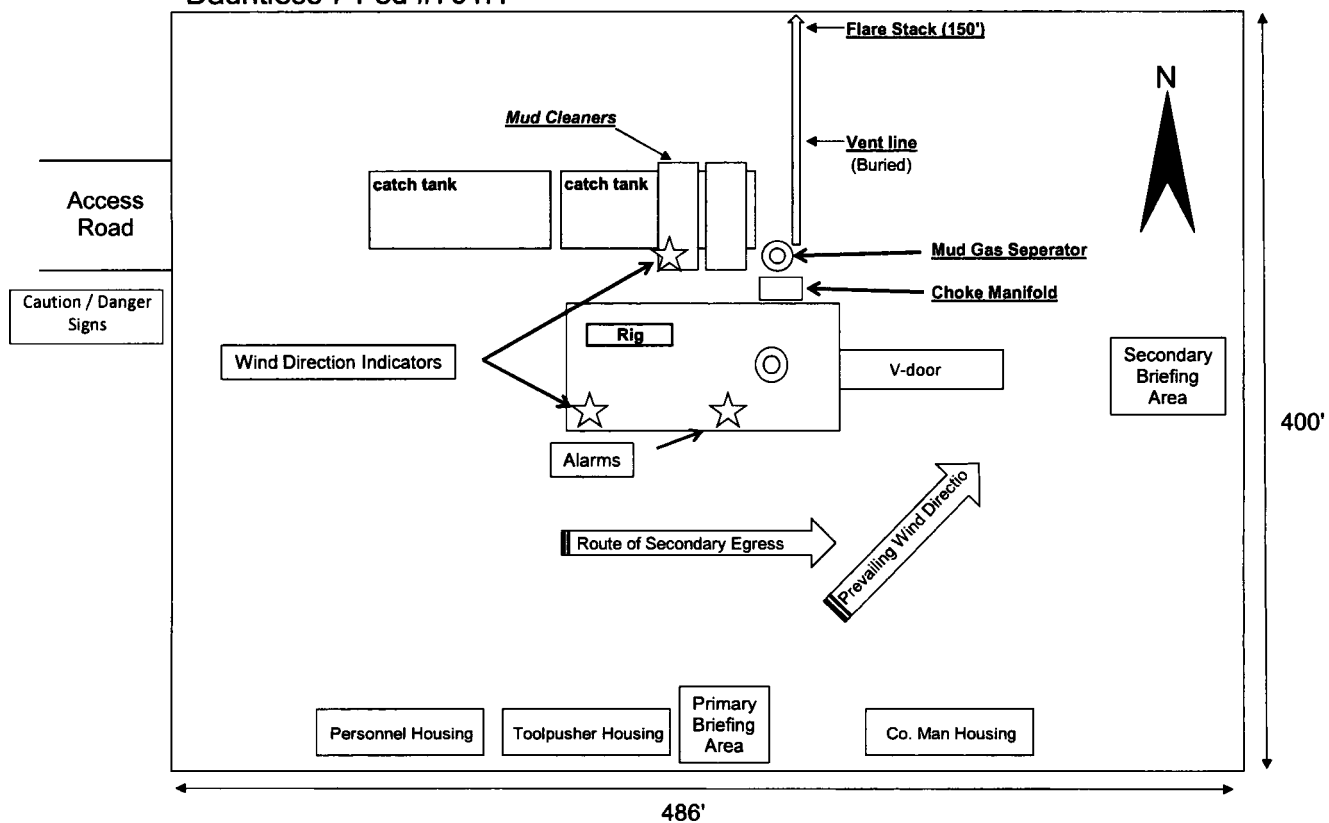 Flare Stack (150')
N
Mud Cleaners
Vent line
(Buried)
catch tank
catch tank
Access
Road
Mud Gas Seperator
Choke Manifold
Caution / Danger
Signs
Rig
Wind Direction Indicators
V-door
Secondary
Briefing
Area
400'
Alarms
Route of Secondary Egress
Prevailing Wind Directio
Personnel Housing
Toolpusher Housing
Primary
Briefing
Area
Co. Man Housing
486'